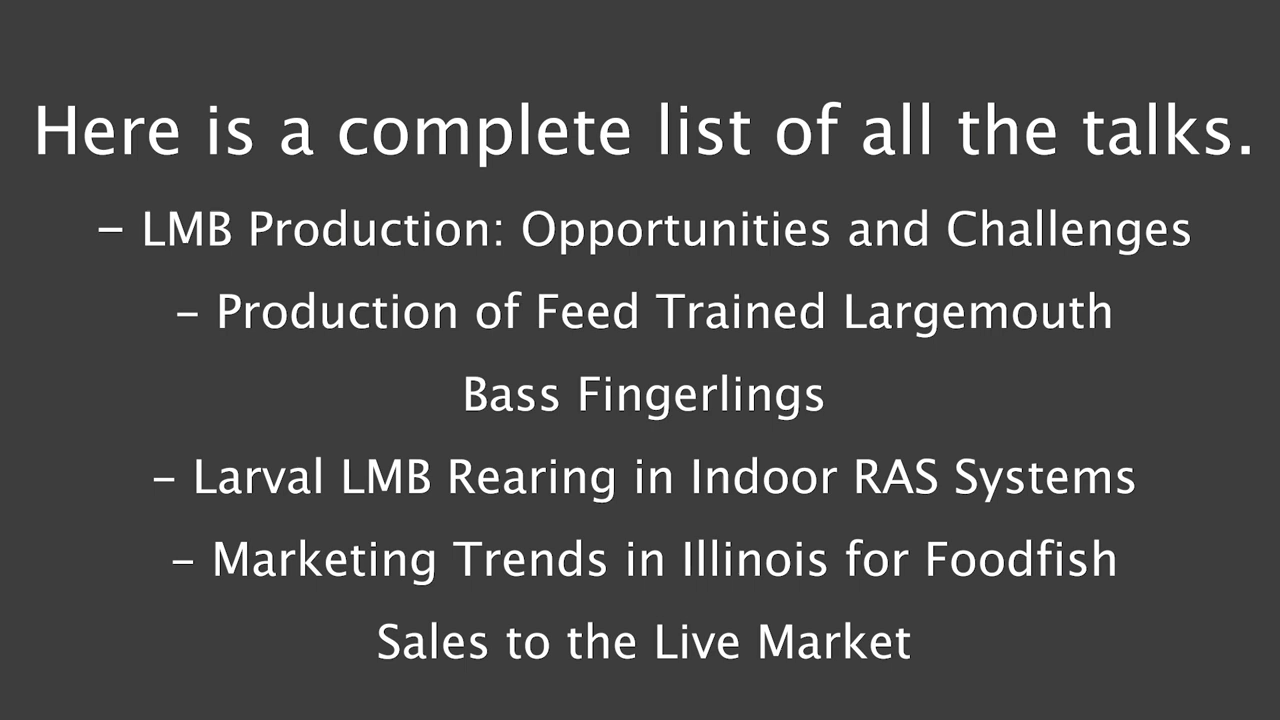 Here is a complete list of all the talks.
– LMB Production: Opportunities and Challenges
– Production of Feed Trained Largemouth
Bass Fingerlings
– Larval LMB Rearing in Indoor RAS Systems
– Marketing Trends in Illinois for Foodfish
Sales to the Live Market